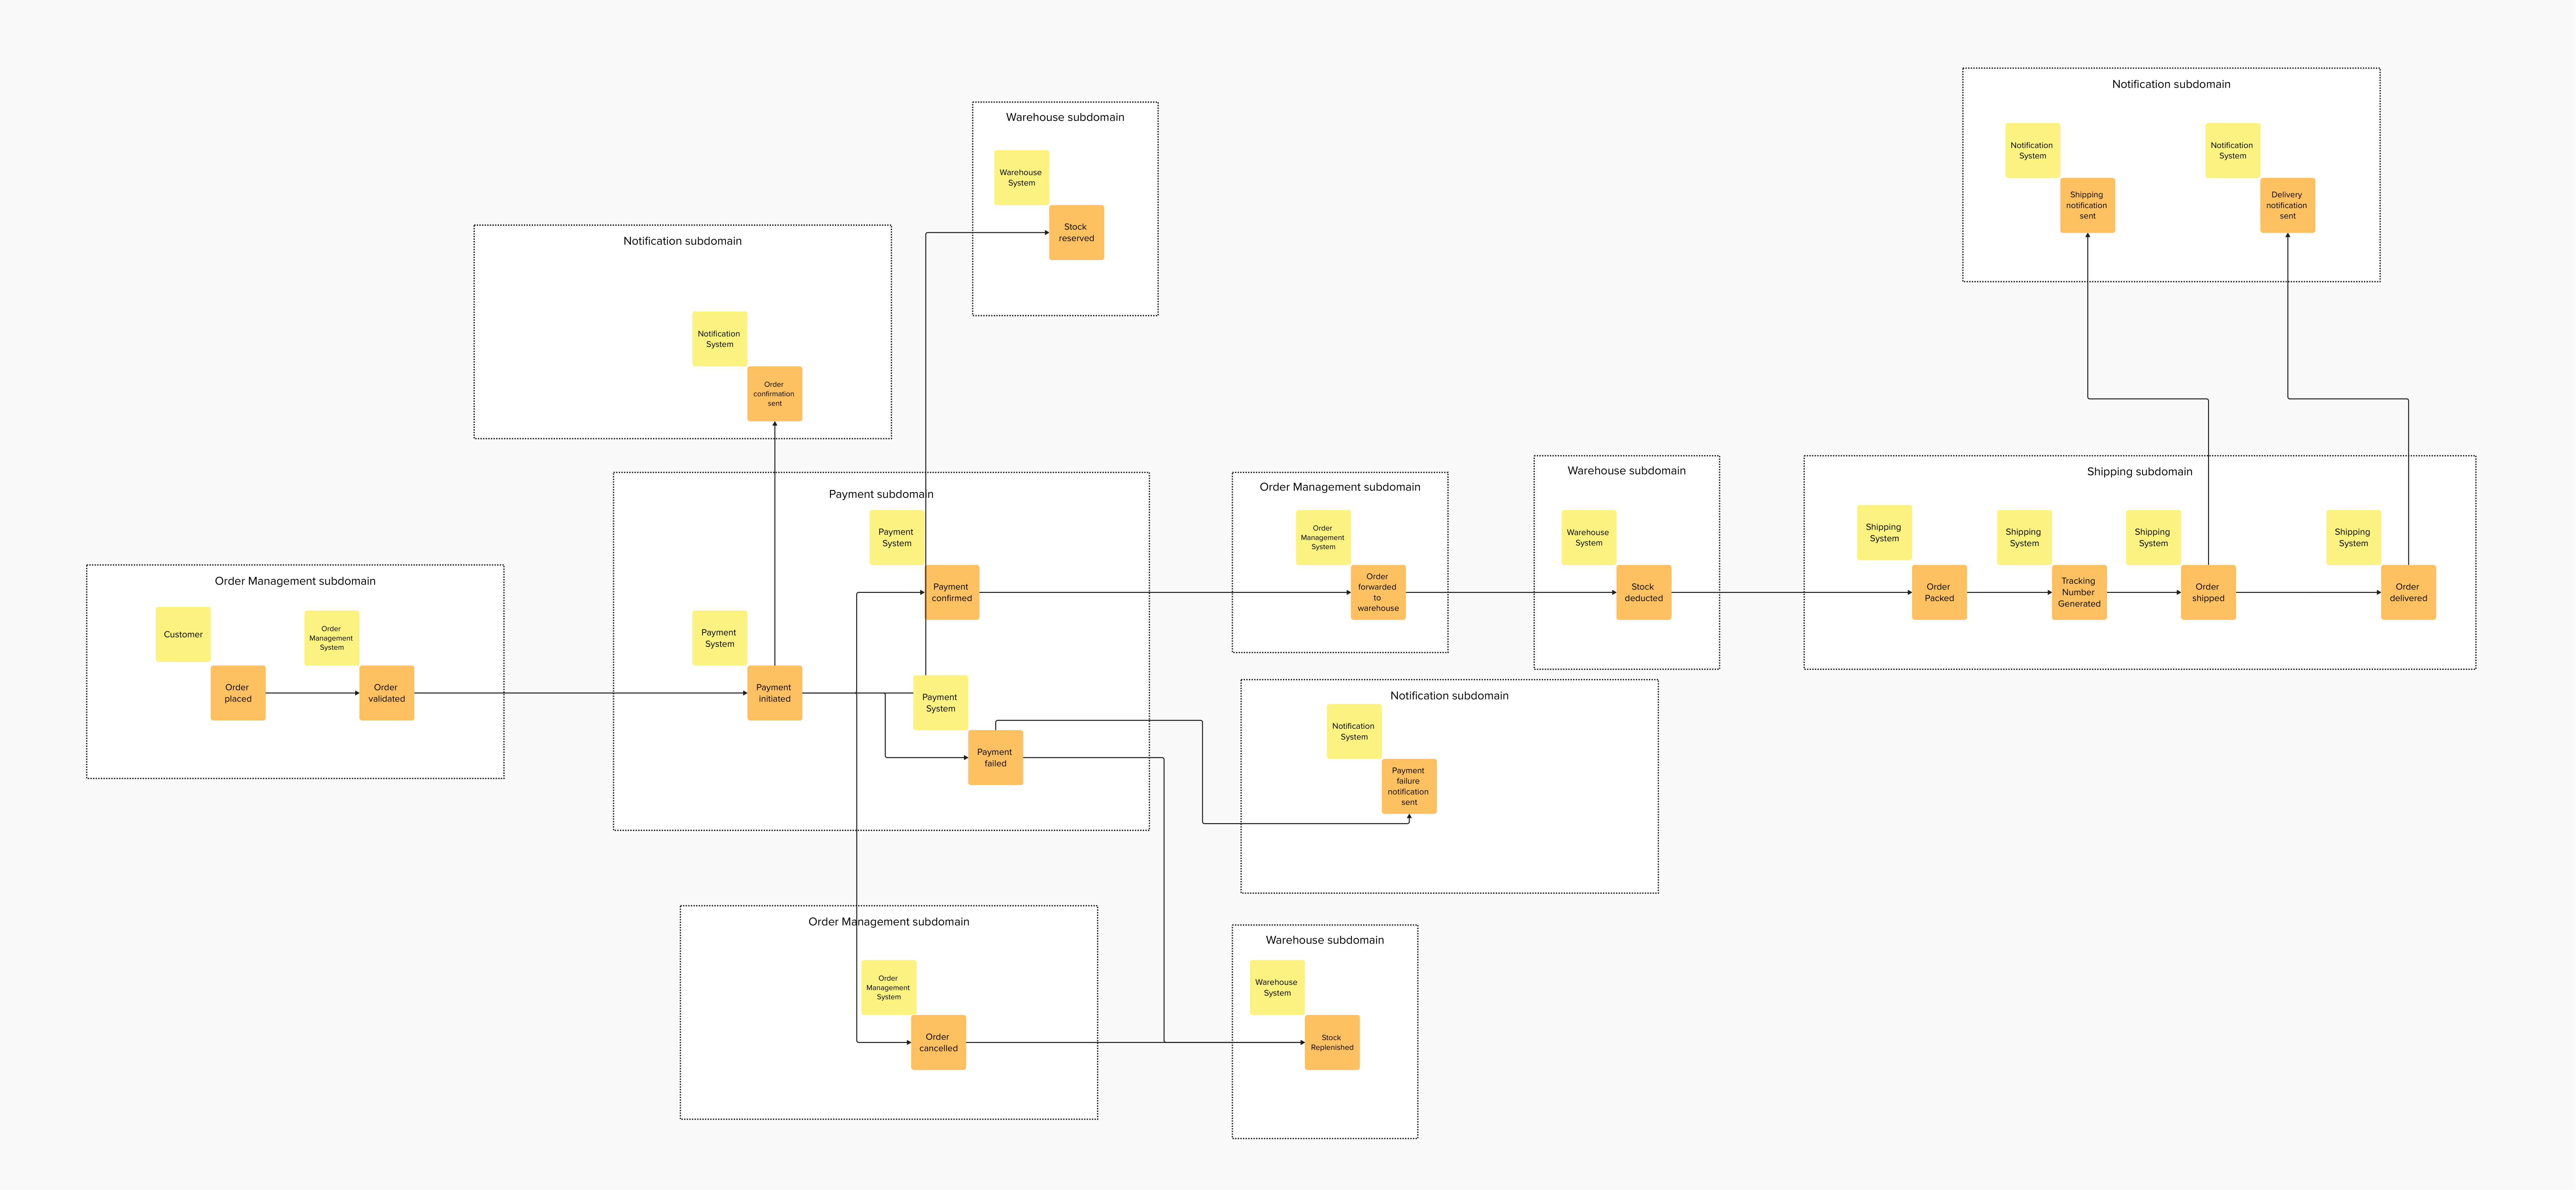 Notification subdomain
Notification
System
Shipping
notification
sent
Notification
System
Delivery
notification
sent
Warehouse subdomain
Warehouse
System
Stock
reserved
Notification subdomain
Notification
System
Order
confirmation
sent
Order Management subdomain
Customer
Order
placed
Order
Management
System
Order
validated
Payment subdomain
Payment
System
Payment
initiated
Payment
System
Payment
confirmed
Payment
System
Payment
failed
Order Management subdomain
Order
Management
System
Order
forwarded
to
warehouse
Warehouse subdomain
Warehouse
System
Stock
deducted
Shipping subdomain
Shipping
System
Order
Packed
Shipping
System
Tracking
Number
Generated
Shipping
System
Order
shipped
Shipping
System
Order
delivered
Notification subdomain
Notification
System
Payment
failure
notification
sent
Order Management subdomain
Order
Management
System
Order
cancelled
Warehouse subdomain
Warehouse
System
Stock
Replenished